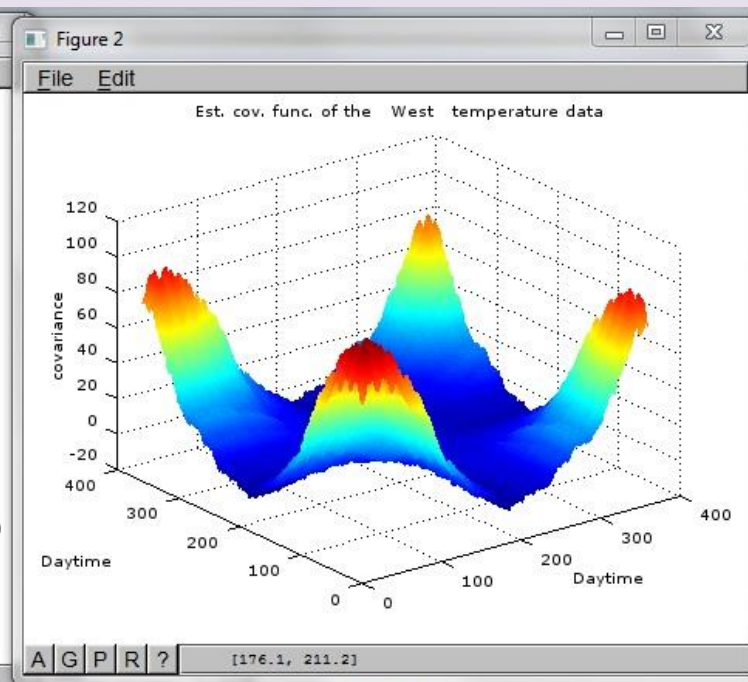 Figure 2
File Edit
Est. cov. func. of the West temperature data
120
100
80
60
40
20
0
-20
covariance
400
300
200
100
0
Daytime
0
100
200
300
400
Daytime
A G P R ? [176.1, 211.2]